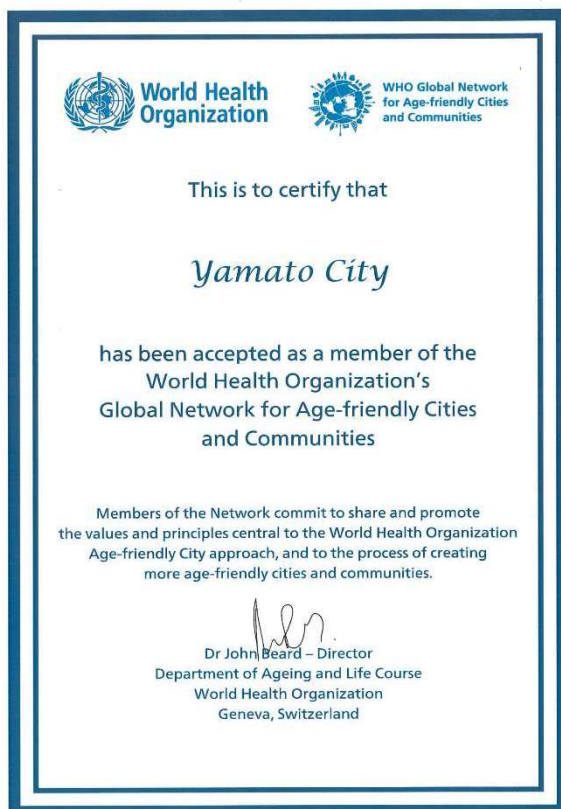 World Health
Organization
WHO Global Network
for Age-friendly Cities
and Communities
This is to certify that
Yamato City
has been accepted as a member of the
World Health Organization's
Global Network for Age-friendly Cities
and Communities
Members of the Network commit to share and promote
the values and principles central to the World Health Organization
Age-friendly City approach, and to the process of creating
more age-friendly cities and communities.
Dr John Beard – Director
Department of Ageing and Life Course
World Health Organization
Geneva, Switzerland